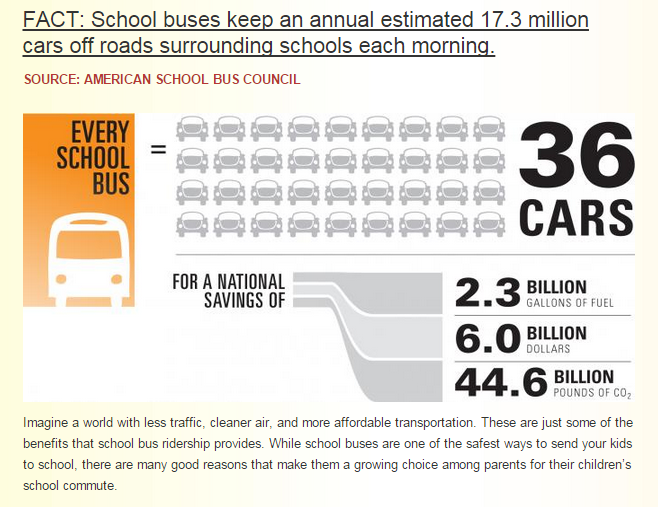 FACT: School buses keep an annual estimated 17.3 million
cars off roads surrounding schools each morning.
SOURCE: AMERICAN SCHOOL BUS COUNCIL
EVERY
SCHOOL
BUS
=
36
CARS
FOR A NATIONAL
SAVINGS OF
2.3 BILLION
GALLONS OF FUEL
6.0 BILLION
DOLLARS
44.6 BILLION
POUNDS OF CO₂
Imagine a world with less traffic, cleaner air, and more affordable transportation. These are just some of the
benefits that school bus ridership provides. While school buses are one of the safest ways to send your kids
to school, there are many good reasons that make them a growing choice among parents for their children's
school commute.